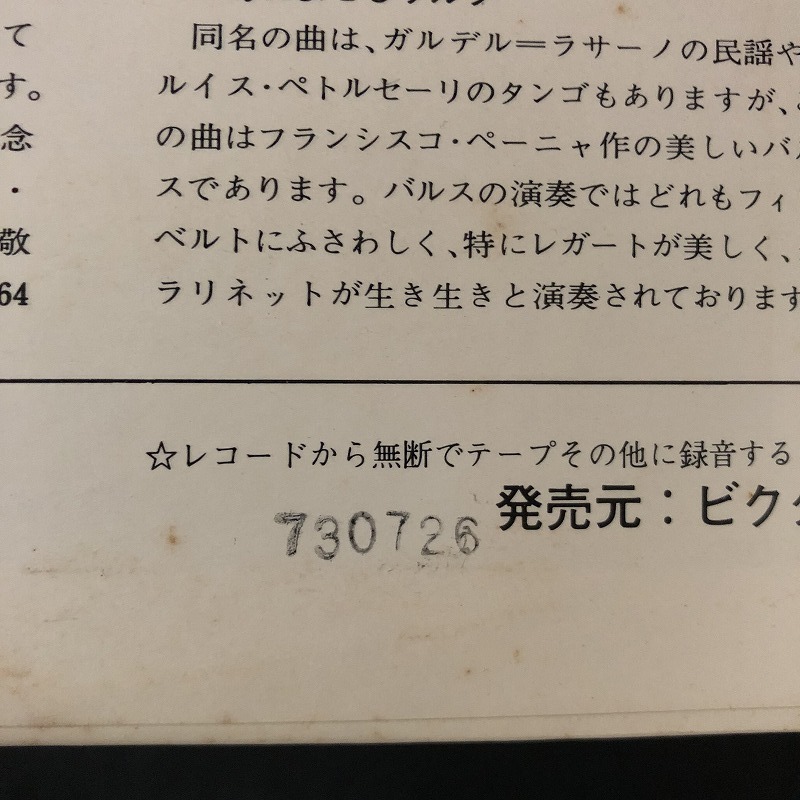 て
す。
念
・
敬
64
同名の曲は、ガルデル＝ラサーノの民謡や
ルイス・ペトルセーリのタンゴもありますが、
の曲はフランシスコ・ペーニャ作の美しいバル
スであります。バルスの演奏ではどれもフィ
ベルトにふさわしく、特にレガートが美しく、
ラリネットが生き生きと演奏されております
☆レコードから無断でテープその他に録音する
発売元：ビクタ
730726